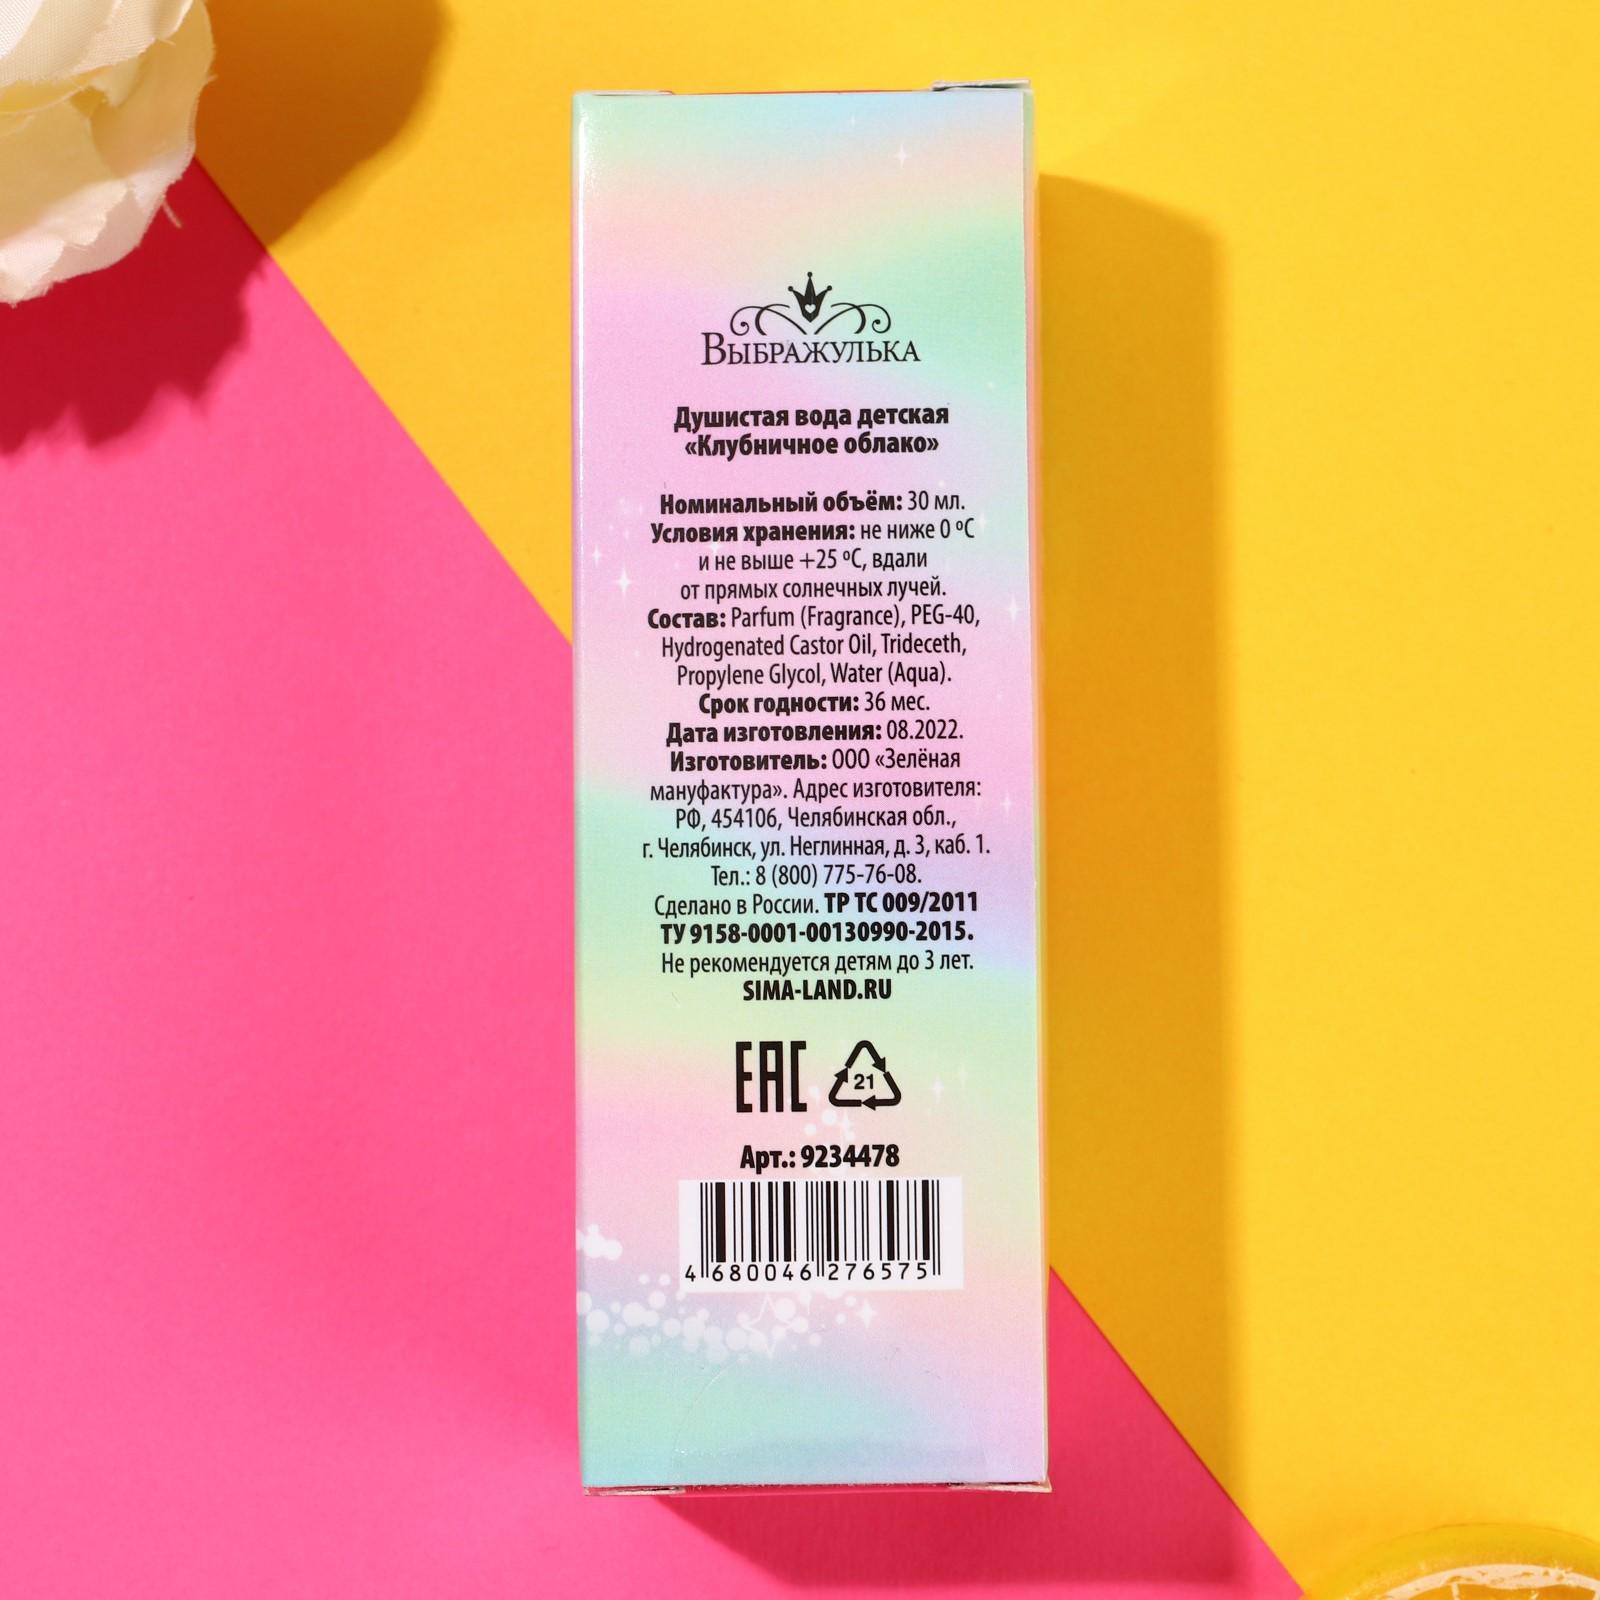 ВЫБРАЖУЛЬКА
Душистая вода детская
«Клубничное облако»
Номинальный объём: 30 мл.
Условия хранения: не ниже 0 ºС
и не выше +25 ºС, вдали
от прямых солнечных лучей.
Состав: Parfum (Fragrance), PEG-40,
Hydrogenated Castor Oil, Trideceth,
Propylene Glycol, Water (Aqua).
Срок годности: 36 мес.
Дата изготовления: 08.2022.
Изготовитель: ООО «Зелёная
мануфактура». Адрес изготовителя:
РФ, 454106, Челябинская обл.,
г. Челябинск, ул. Неглинная, д. 3, каб. 1.
Тел.: 8 (800) 775-76-08.
Сделано в России. ТР ТС 009/2011
ТУ 9158-0001-00130990-2015.
Не рекомендуется детям до 3 лет.
SIMA-LAND.RU
EAC 21
Арт.: 9234478
4 680046 276575